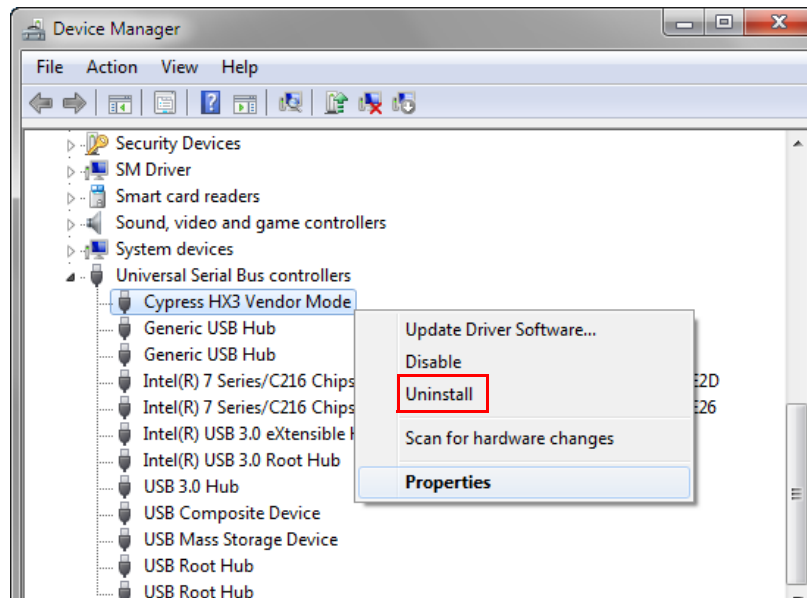 Device Manager
File Action View Help
Security Devices
SM Driver
Smart card readers
Sound, video and game controllers
System devices
Universal Serial Bus controllers
Cypress HX3 Vendor Mode
Generic USB Hub
Generic USB Hub
Intel(R) 7 Series/C216 Chips E2D
Intel(R) 7 Series/C216 Chips E26
Intel(R) USB 3.0 eXtensible
Intel(R) USB 3.0 Root Hub
USB 3.0 Hub
USB Composite Device
USB Mass Storage Device
USB Root Hub
USB Root Hub
Update Driver Software...
Disable
Uninstall
Scan for hardware changes
Properties